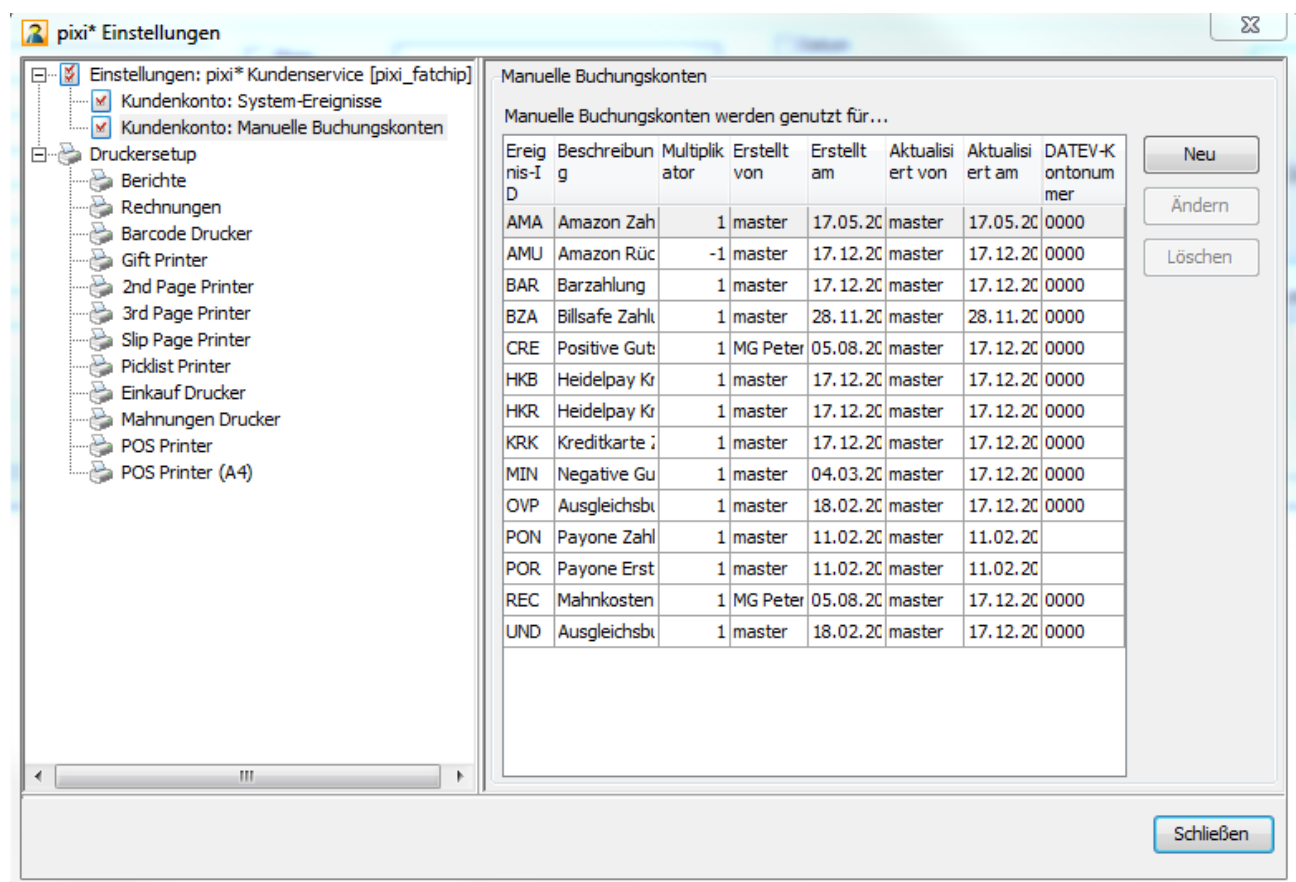 pixi* Einstellungen
Einstellungen: pixi* Kundenservice [pixi_fatchip]
Kundenkonto: System-Ereignisse
Kundenkonto: Manuelle Buchungskonten
Druckersetup
Berichte
Rechnungen
Barcode Drucker
Gift Printer
2nd Page Printer
3rd Page Printer
Slip Page Printer
Picklist Printer
Einkauf Drucker
Mahnungen Drucker
POS Printer
POS Printer (A4)
Manuelle Buchungskonten
Manuelle Buchungskonten werden genutzt für...
Ereig Beschreibun Multiplik Erstellt Erstellt Aktualisi Aktualisi DATEV-K
nis-I g ator von am ert von ert am ontonum
D mer
AMA Amazon Zah 1 master 17.05.20 master 17.05.20 0000
AMU Amazon Rüc -1 master 17.12.20 master 17.12.20 0000
BAR Barzahlung 1 master 17.12.20 master 17.12.20 0000
BZA Billsafe Zahlu 1 master 28.11.20 master 28.11.20 0000
CRE Positive Guts 1 MG Peter 05.08.20 master 17.12.20 0000
HKB Heidelpay Kr 1 master 17.12.20 master 17.12.20 0000
HKR Heidelpay Kr 1 master 17.12.20 master 17.12.20 0000
KRK Kreditkarte Z 1 master 17.12.20 master 17.12.20 0000
MIN Negative Gu 1 master 04.03.20 master 17.12.20 0000
OVP Ausgleichsbu 1 master 18.02.20 master 17.12.20 0000
PON Payone Zahl 1 master 11.02.20 master 11.02.20
POR Payone Erst 1 master 11.02.20 master 11.02.20
REC Mahnkosten 1 MG Peter 05.08.20 master 17.12.20 0000
UND Ausgleichsbu 1 master 18.02.20 master 17.12.20 0000
Neu
Ändern
Löschen
Schließen